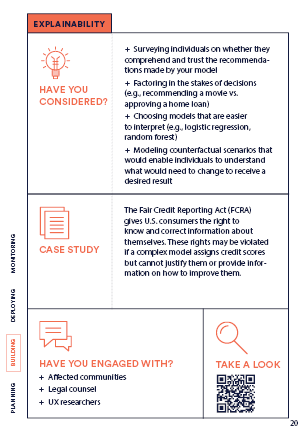 EXPLAINABILITY
HAVE YOU
CONSIDERED?
+ Surveying individuals on whether they
comprehend and trust the recommenda-
tions made by your model
+ Factoring in the stakes of decisions
(e.g., recommending a movie vs.
approving a home loan)
+ Choosing models that are easier
to interpret (e.g., logistic regression,
random forest)
+ Modeling counterfactual scenarios that
would enable individuals to understand
what would need to change to receive a
desired result
CASE STUDY
The Fair Credit Reporting Act (FCRA)
gives U.S. consumers the right to
know and correct information about
themselves. These rights may be violated
if a complex model assigns credit scores
but cannot justify them or provide infor-
mation on how to improve them.
HAVE YOU ENGAGED WITH?
+ Affected communities
+ Legal counsel
+ UX researchers
TAKE A LOOK
MONITORING
DEPLOYING
BUILDING
PLANNING
20